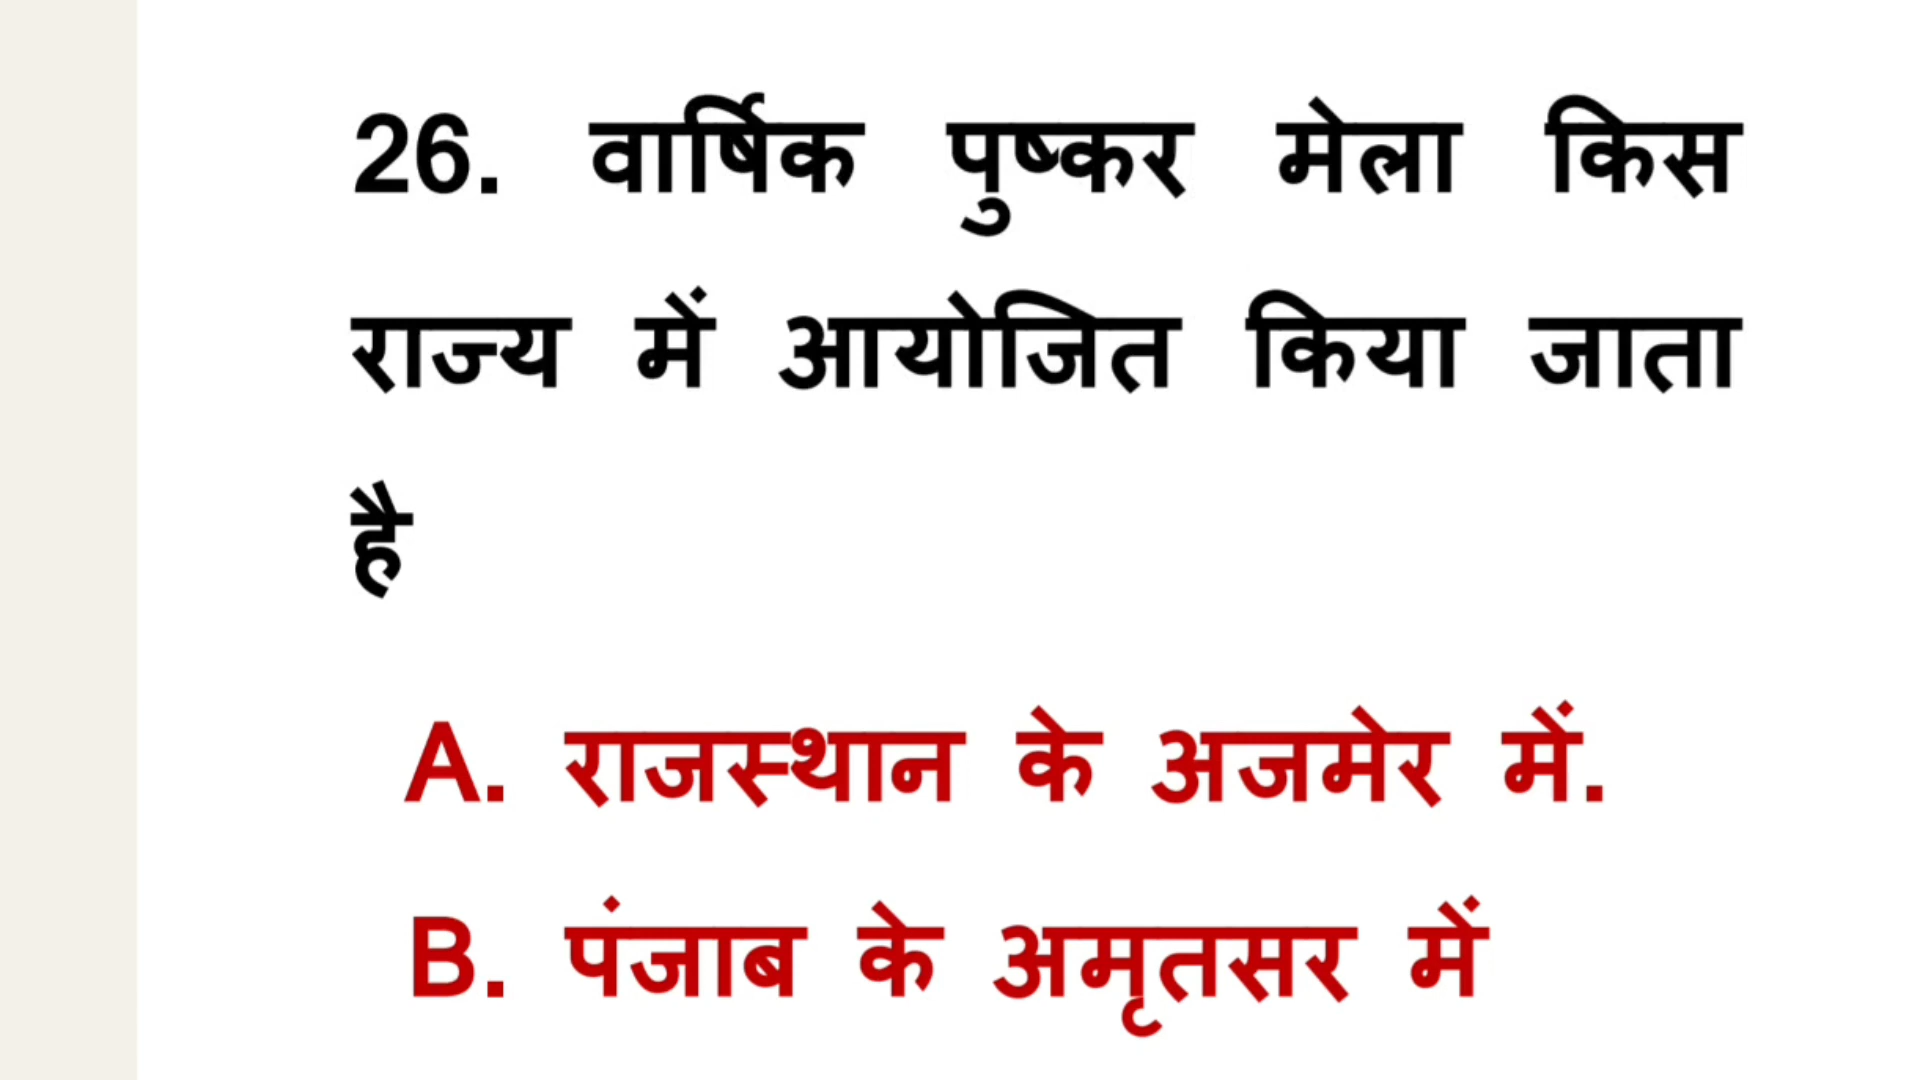 26. वार्षिक पुष्कर मेला किस
राज्य में आयोजित किया जाता
है
A. राजस्थान के अजमेर में.
B. पंजाब के अमृतसर में